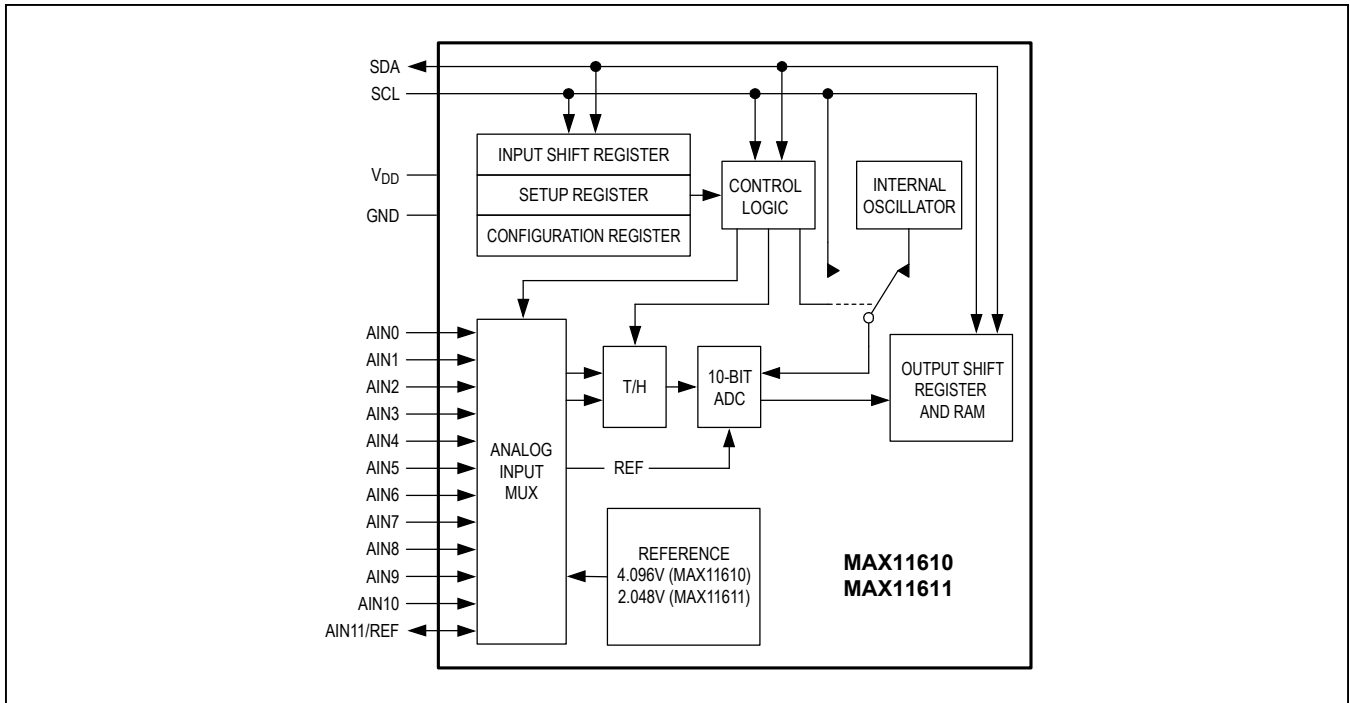 SDA
SCL
VDD
GND
INPUT SHIFT REGISTER
SETUP REGISTER
CONFIGURATION REGISTER
CONTROL
LOGIC
INTERNAL
OSCILLATOR
AIN0
AIN1
AIN2
AIN3
AIN4
AIN5
AIN6
AIN7
AIN8
AIN9
AIN10
AIN11/REF
ANALOG
INPUT
MUX
T/H
10-BIT
ADC
REF
OUTPUT SHIFT
REGISTER
AND RAM
REFERENCE
4.096V (MAX11610)
2.048V (MAX11611)
MAX11610
MAX11611